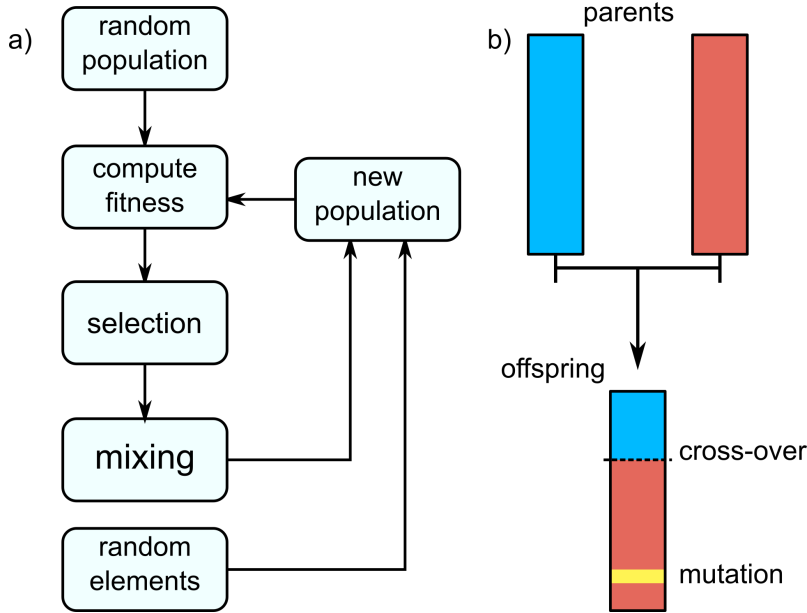 a)
random
population
compute
fitness
new
population
selection
mixing
random
elements
b)
parents
offspring
cross-over
mutation